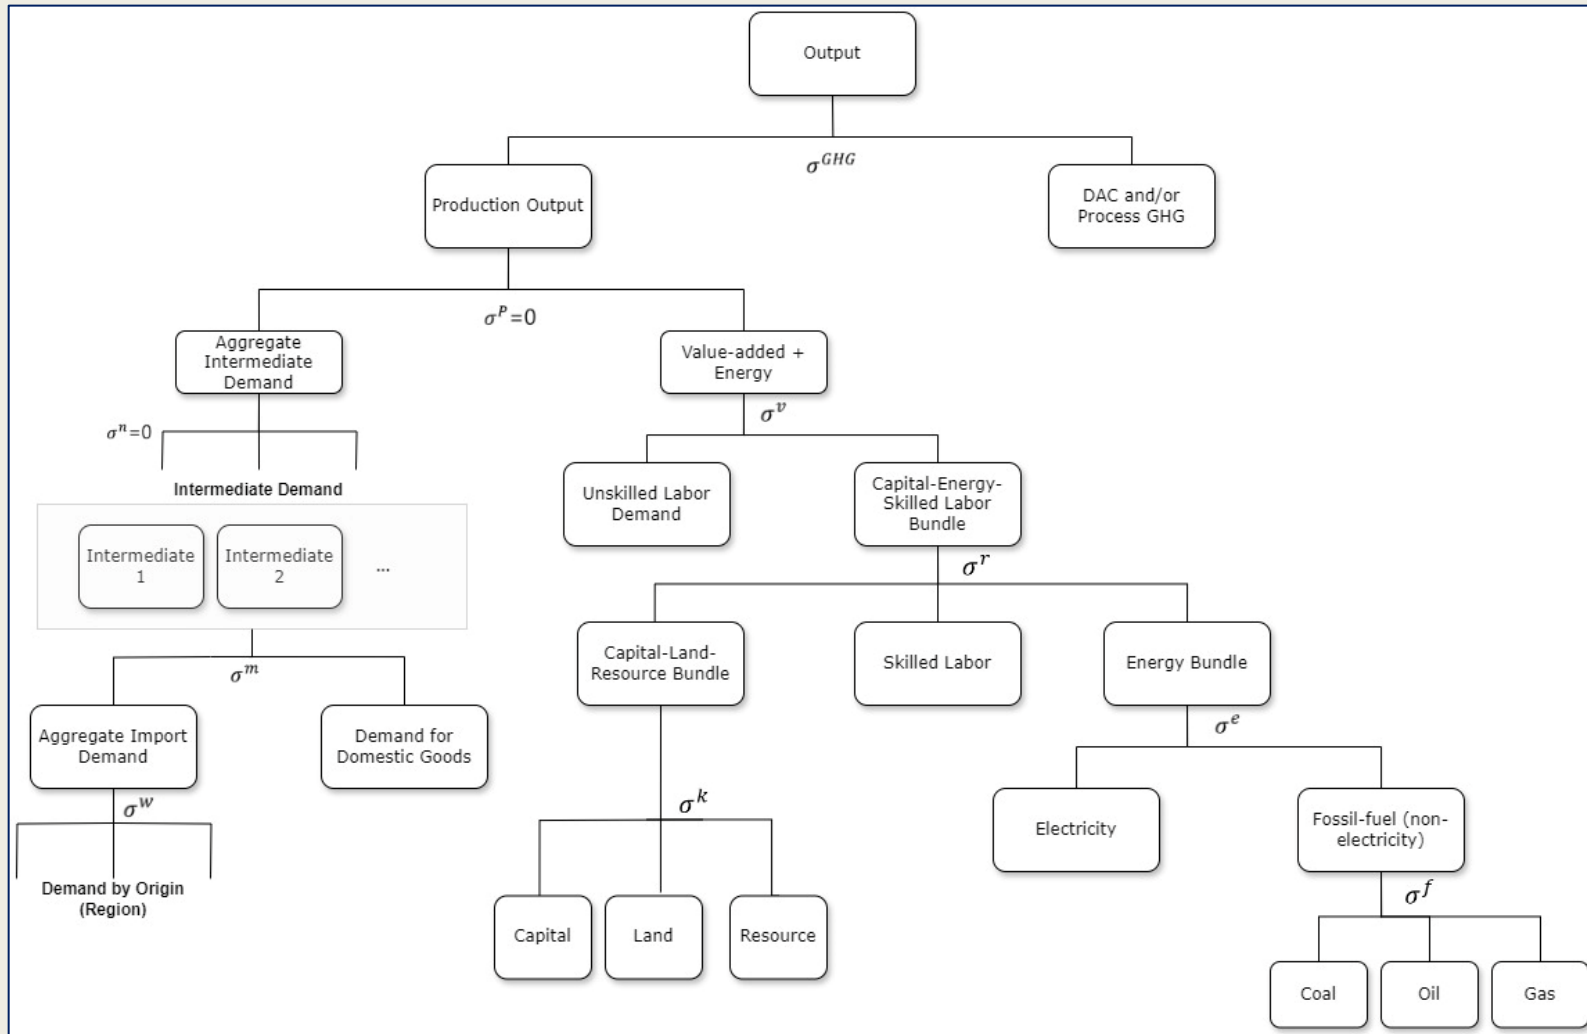 Output
σ^GHG
Production Output
DAC and/or
Process GHG
σ^P=0
Aggregate
Intermediate
Demand
Value-added +
Energy
σ^v
σ^n=0
Intermediate Demand
Unskilled Labor
Demand
Capital-Energy-
Skilled Labor
Bundle
Intermediate
1
Intermediate
2
...
σ^r
σ^m
Capital-Land-
Resource Bundle
Skilled Labor
Energy Bundle
Aggregate Import
Demand
Demand for
Domestic Goods
σ^e
σ^w
σ^k
Electricity
Fossil-fuel (non-
electricity)
Demand by Origin
(Region)
σ^f
Capital
Land
Resource
Coal
Oil
Gas